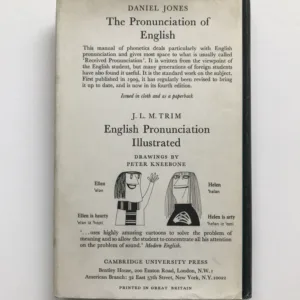 DANIEL JONES
The Pronunciation of
English
This manual of phonetics deals particularly with English
pronunciation and gives most space to what is usually called
'Received Pronunciation'. It is written from the viewpoint of
the English student, but many generations of foreign students
have also found it useful. It is the standard work on the subject.
First published in 1909, it has regularly been revised to bring
it up to date, and is now in its fourth edition.
Issued in cloth and as a paperback
J. L. M. TRIM
English Pronunciation
Illustrated
DRAWINGS BY
PETER KNEEBONE
Ellen
Helen
Ellen is hoary
Helen is
'... uses highly amusing cartoons to solve the problem of
meaning and so allow the student to concentrate all his attention
on the problem of sound.' Modern English.
CAMBRIDGE UNIVERSITY PRESS
Bentley House, 200 Euston Road, London, N.W.1
American Branch: 32 East 57th Street, New York, N.Y. 10022
PRINTED IN GREAT BRITAIN